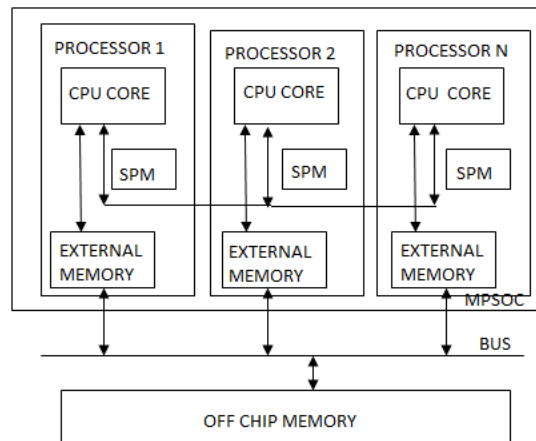 PROCESSOR 1
PROCESSOR 2
PROCESSOR N
CPU CORE
CPU CORE
CPU CORE
SPM
SPM
SPM
EXTERNAL
MEMORY
EXTERNAL
MEMORY
EXTERNAL
MEMORY
MPSOC
BUS
OFF CHIP MEMORY